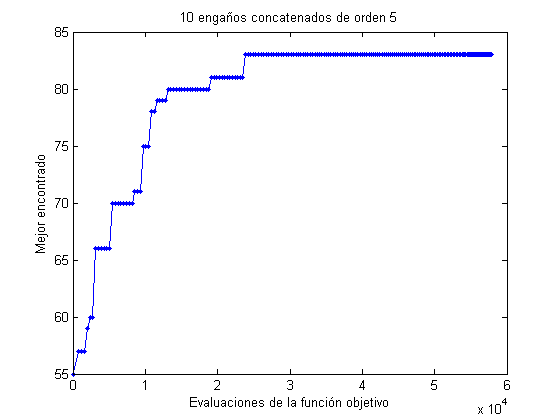 10 engaños concatenados de orden 5
85
80
75
70
65
60
55
Mejor encontrado
0 1 2 3 4 5 6
x 10^4
Evaluaciones de la función objetivo